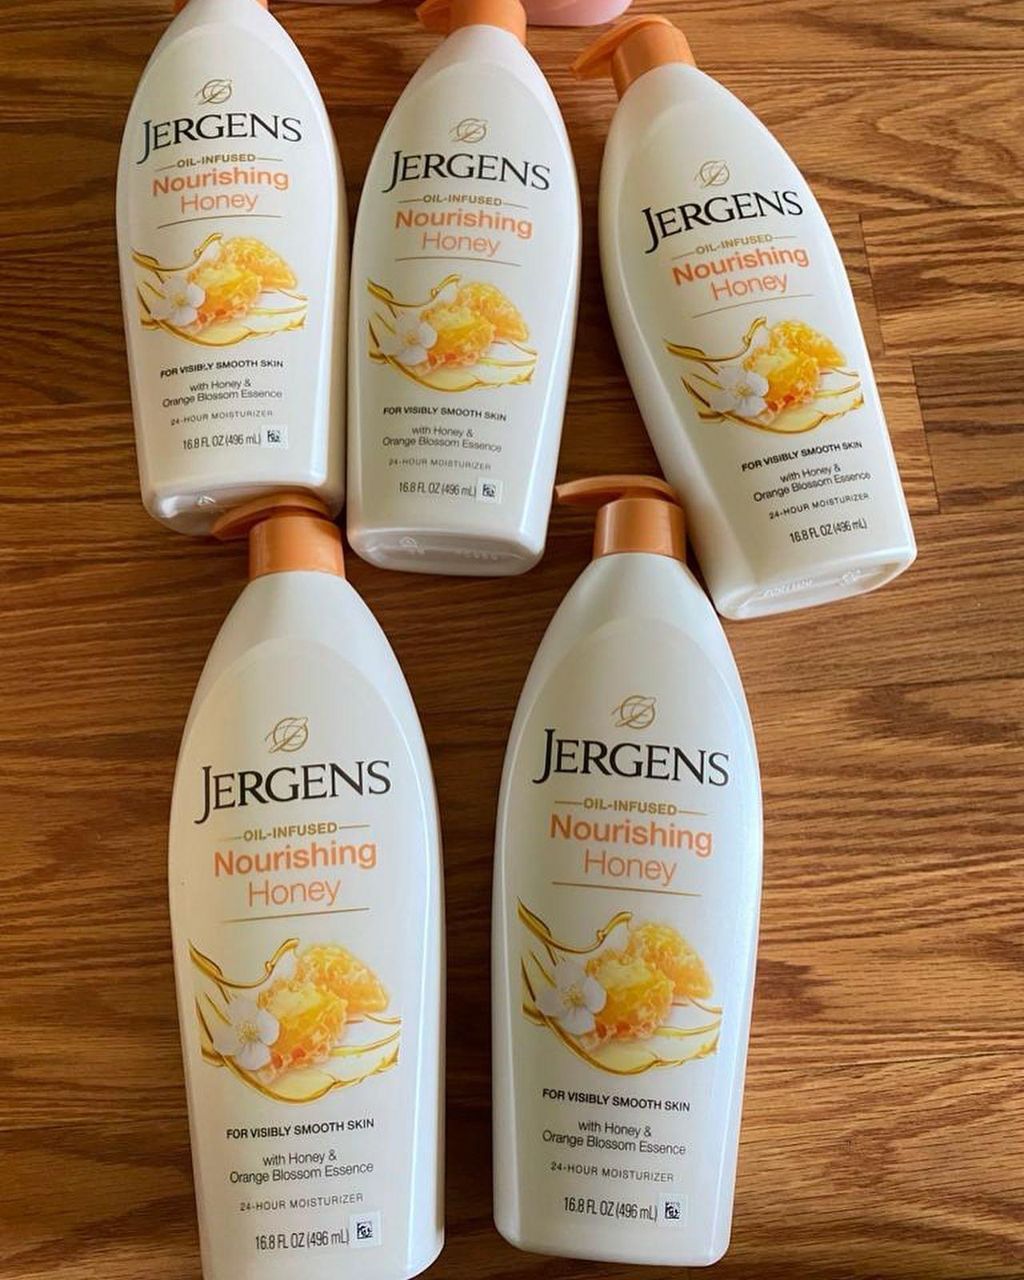 JERGENS
OIL-INFUSED
Nourishing
Honey
FOR VISIBLY SMOOTH SKIN
with Honey &
Orange Blossom Essence
24-HOUR MOISTURIZER
16.8 FL OZ (496 mL)
JERGENS
OIL-INFUSED
Nourishing
Honey
FOR VISIBLY SMOOTH SKIN
with Honey &
Orange Blossom Essence
24-HOUR MOISTURIZER
16.8 FL OZ (496 mL)
JERGENS
OIL-INFUSED
Nourishing
Honey
FOR VISIBLY SMOOTH SKIN
with Honey &
Orange Blossom Essence
24-HOUR MOISTURIZER
16.8 FL OZ (496 mL)
JERGENS
OIL-INFUSED
Nourishing
Honey
FOR VISIBLY SMOOTH SKIN
with Honey &
Orange Blossom Essence
24-HOUR MOISTURIZER
16.8 FL OZ (496 mL)
JERGENS
OIL-INFUSED
Nourishing
Honey
FOR VISIBLY SMOOTH SKIN
with Honey &
Orange Blossom Essence
24-HOUR MOISTURIZER
16.8 FL OZ (496 mL)